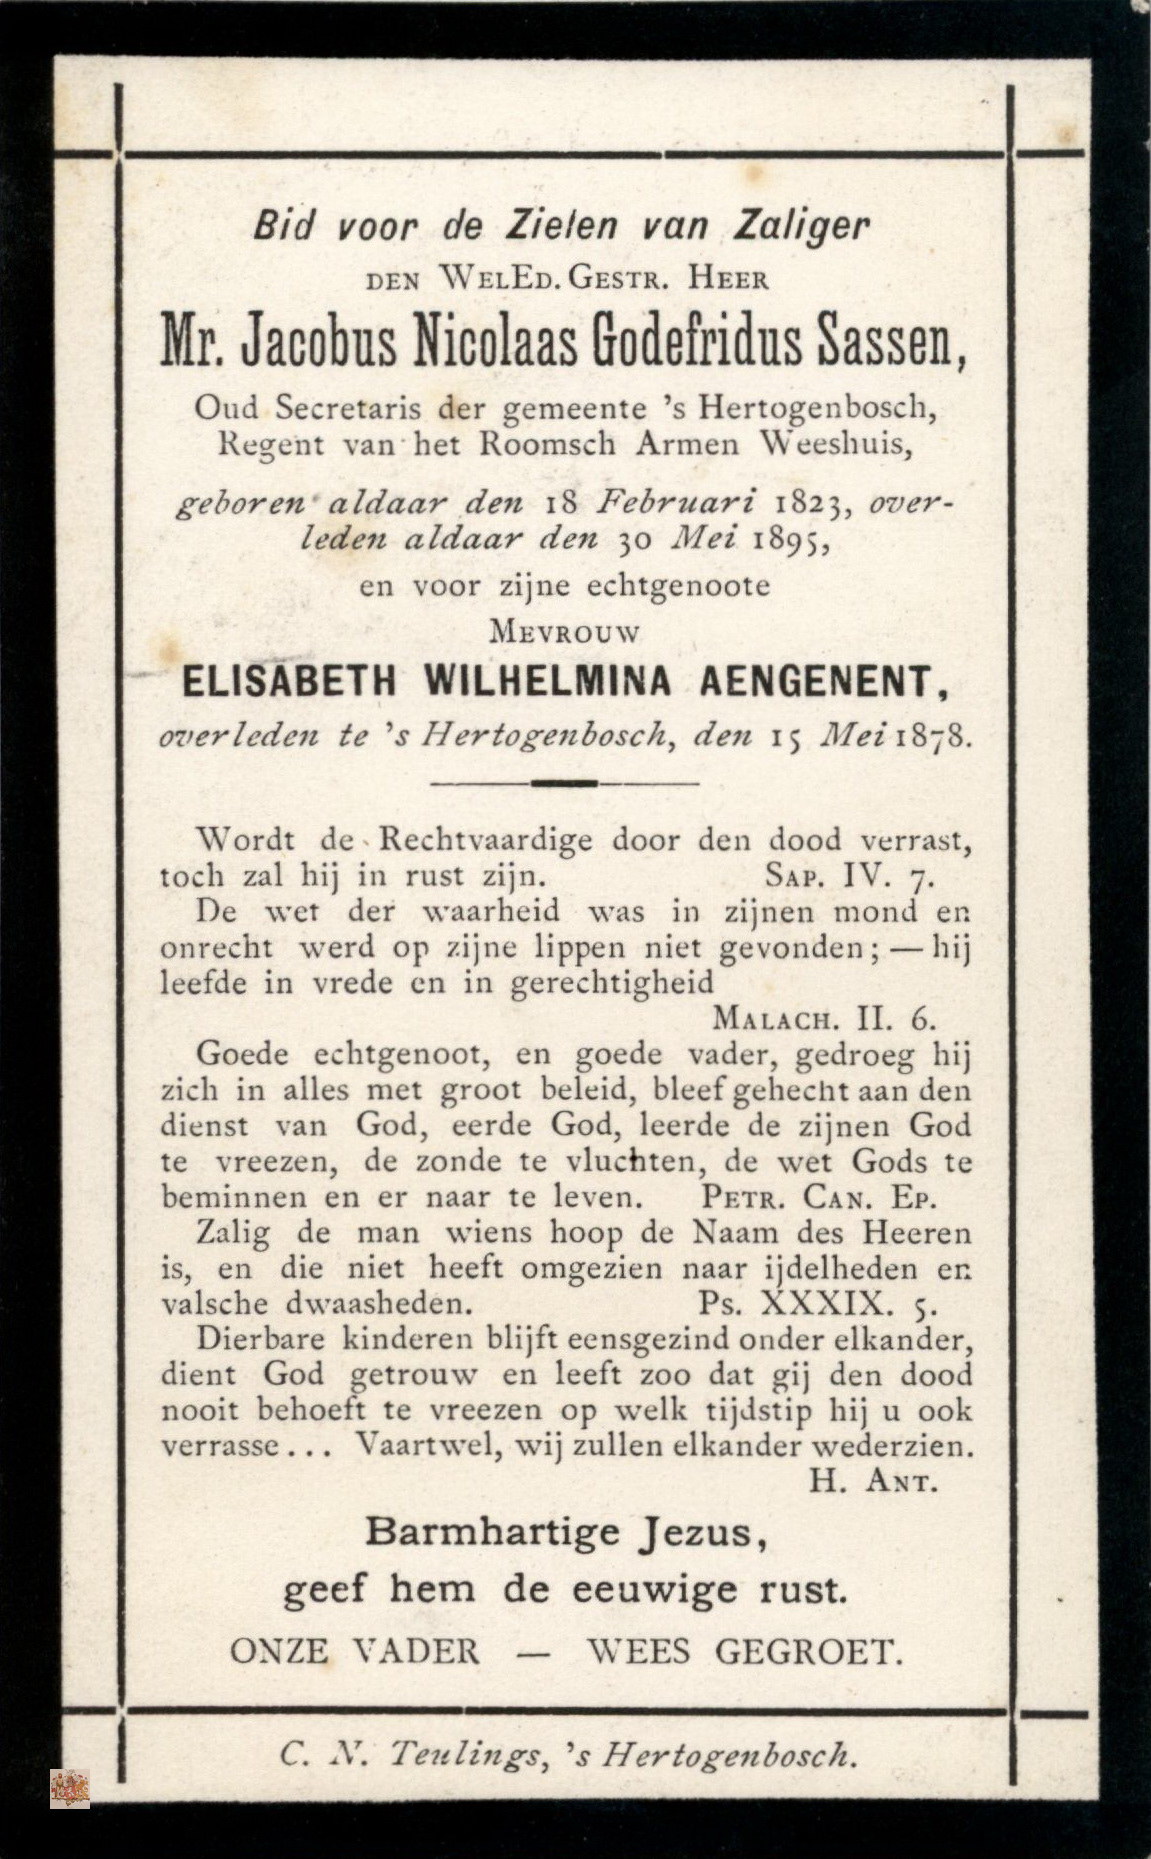 Bid voor de Zielen van Zaliger
DEN WELED. GESTR. HEER
Mr. Jacobus Nicolaas Godefridus Sassen,
Oud Secretaris der gemeente 's Hertogenbosch,
Regent van het Roomsch Armen Weeshuis,
geboren aldaar den 18 Februari 1823, over-
leden aldaar den 30 Mei 1895,
en voor zijne echtgenoote
MEVROUW
ELISABETH WILHELMINA AENGENENT,
overleden te 's Hertogenbosch, den 15 Mei 1878.
Wordt de Rechtvaardige door den dood verrast,
toch zal hij in rust zijn. SAP. IV. 7.
De wet der waarheid was in zijnen mond en
onrecht werd op zijne lippen niet gevonden; — hij
leefde in vrede en in gerechtigheid
MALACH. II. 6.
Goede echtgenoot, en goede vader, gedroeg hij
zich in alles met groot beleid, bleef gehecht aan den
dienst van God, eerde God, leerde de zijnen God
te vreezen, de zonde te vluchten, de wet Gods te
beminnen en er naar te leven. PETR. CAN. EP.
Zalig de man wiens hoop de Naam des Heeren
is, en die niet heeft omgezien naar ijdelheden en
valsche dwaasheden. Ps. XXXIX. 5.
Dierbare kinderen blijft eensgezind onder elkander,
dient God getrouw en leeft zoo dat gij den dood
nooit behoeft te vreezen op welk tijdstip hij u ook
verrasse... Vaartwel, wij zullen elkander wederzien.
H. ANT.
Barmhartige Jezus,
geef hem de eeuwige rust.
ONZE VADER — WEES GEGROET.
C. N. Teulings, 's Hertogenbosch.